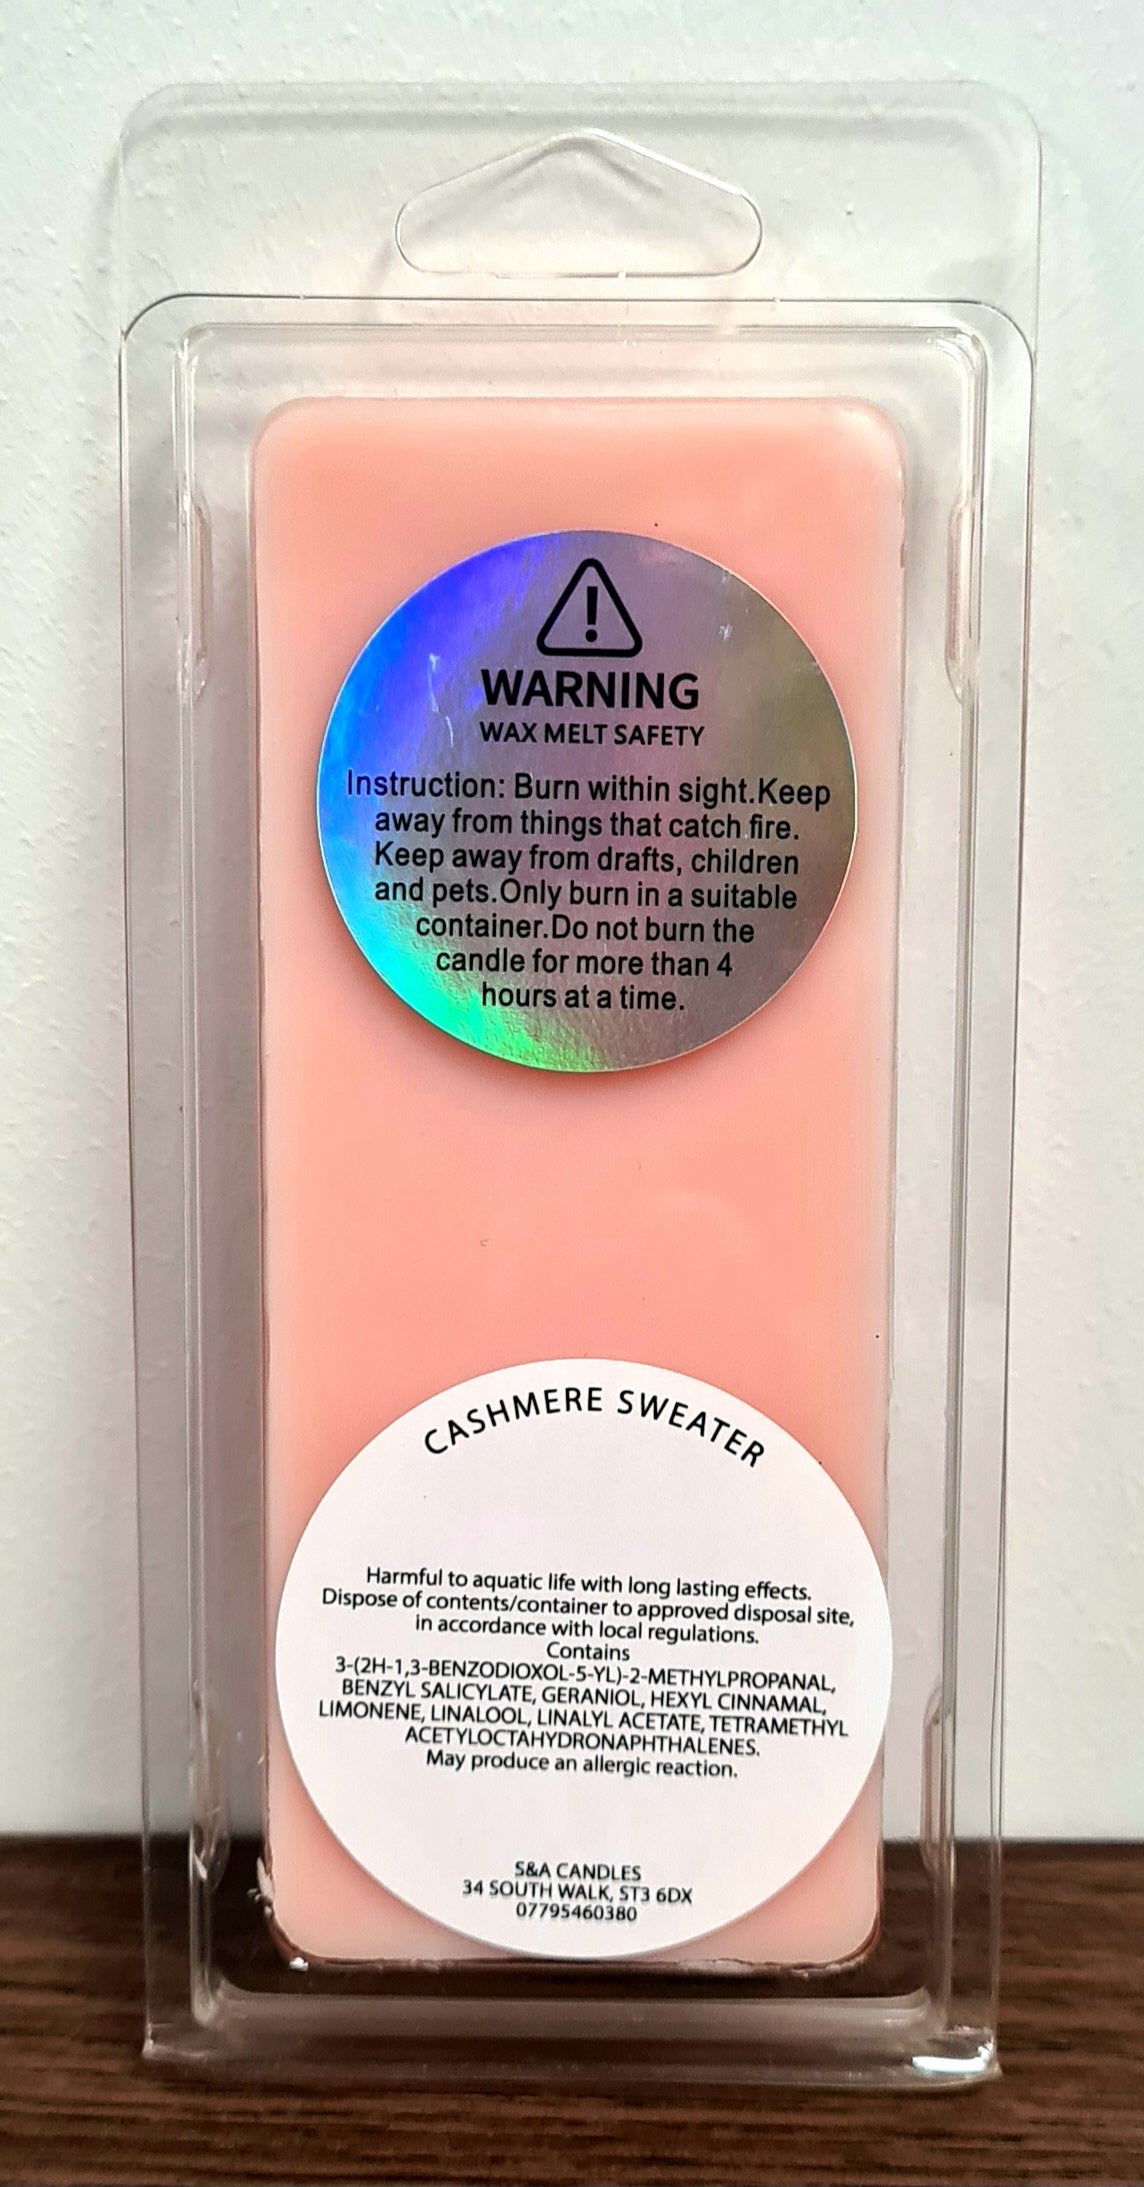 WARNING
WAX MELT SAFETY
Instruction: Burn within sight.Keep
away from things that catch fire.
Keep away from drafts, children
and pets.Only burn in a suitable
container.Do not burn the
candle for more than 4
hours at a time.
CASHMERE SWEATER
Harmful to aquatic life with long lasting effects.
Dispose of contents/container to approved disposal site,
in accordance with local regulations.
Contains
3-(2H-1,3-BENZODIOXOL-5-YL)-2-METHYLPROPANAL,
BENZYL SALICYLATE, GERANIOL, HEXYL CINNAMAL,
LIMONENE, LINALOOL, LINALYL ACETATE, TETRAMETHYL
ACETYLOCTAHYDRONAPHTHALENES.
May produce an allergic reaction.
S&A CANDLES
34 SOUTH WALK, ST3 6DX
07795460380